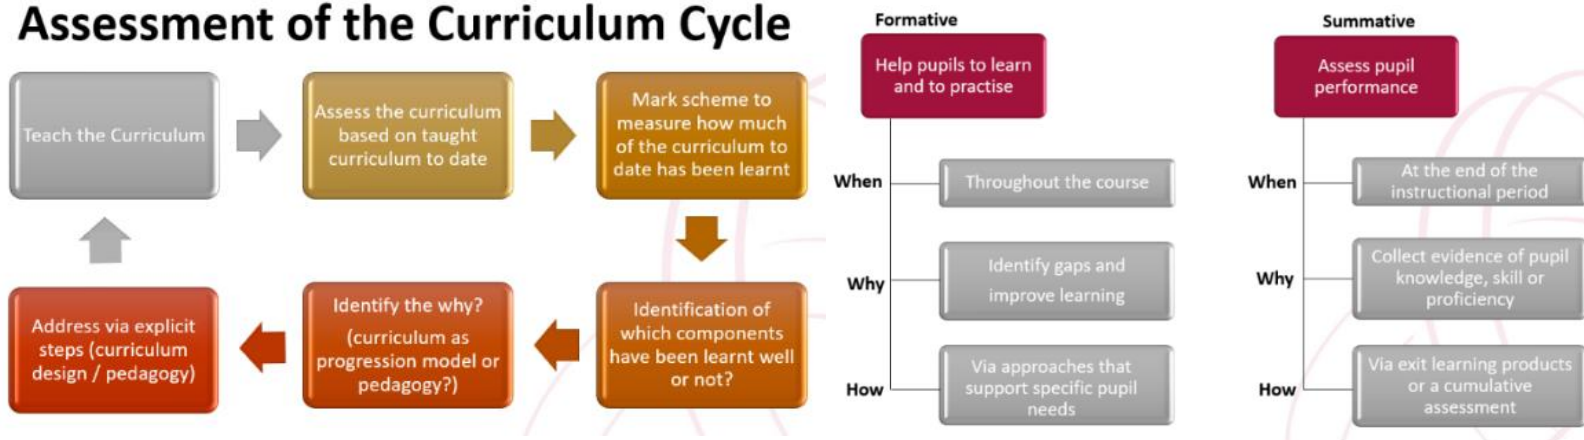 Assessment of the Curriculum Cycle
Teach the Curriculum
Assess the curriculum
based on taught
curriculum to date
Mark scheme to
measure how much
of the curriculum to
date has been learnt
Identification of
which components
have been learnt well
or not?
Identify the why?
(curriculum as
progression model or
pedagogy?)
Address via explicit
steps (curriculum
design / pedagogy)
Formative
Help pupils to learn
and to practise
When
Throughout the course
Why
Identify gaps and
improve learning
How
Via approaches that
support specific pupil
needs
Summative
Assess pupil
performance
When
At the end of the
instructional period
Why
Collect evidence of pupil
knowledge, skill or
proficiency
How
Via exit learning products
or a cumulative
assessment